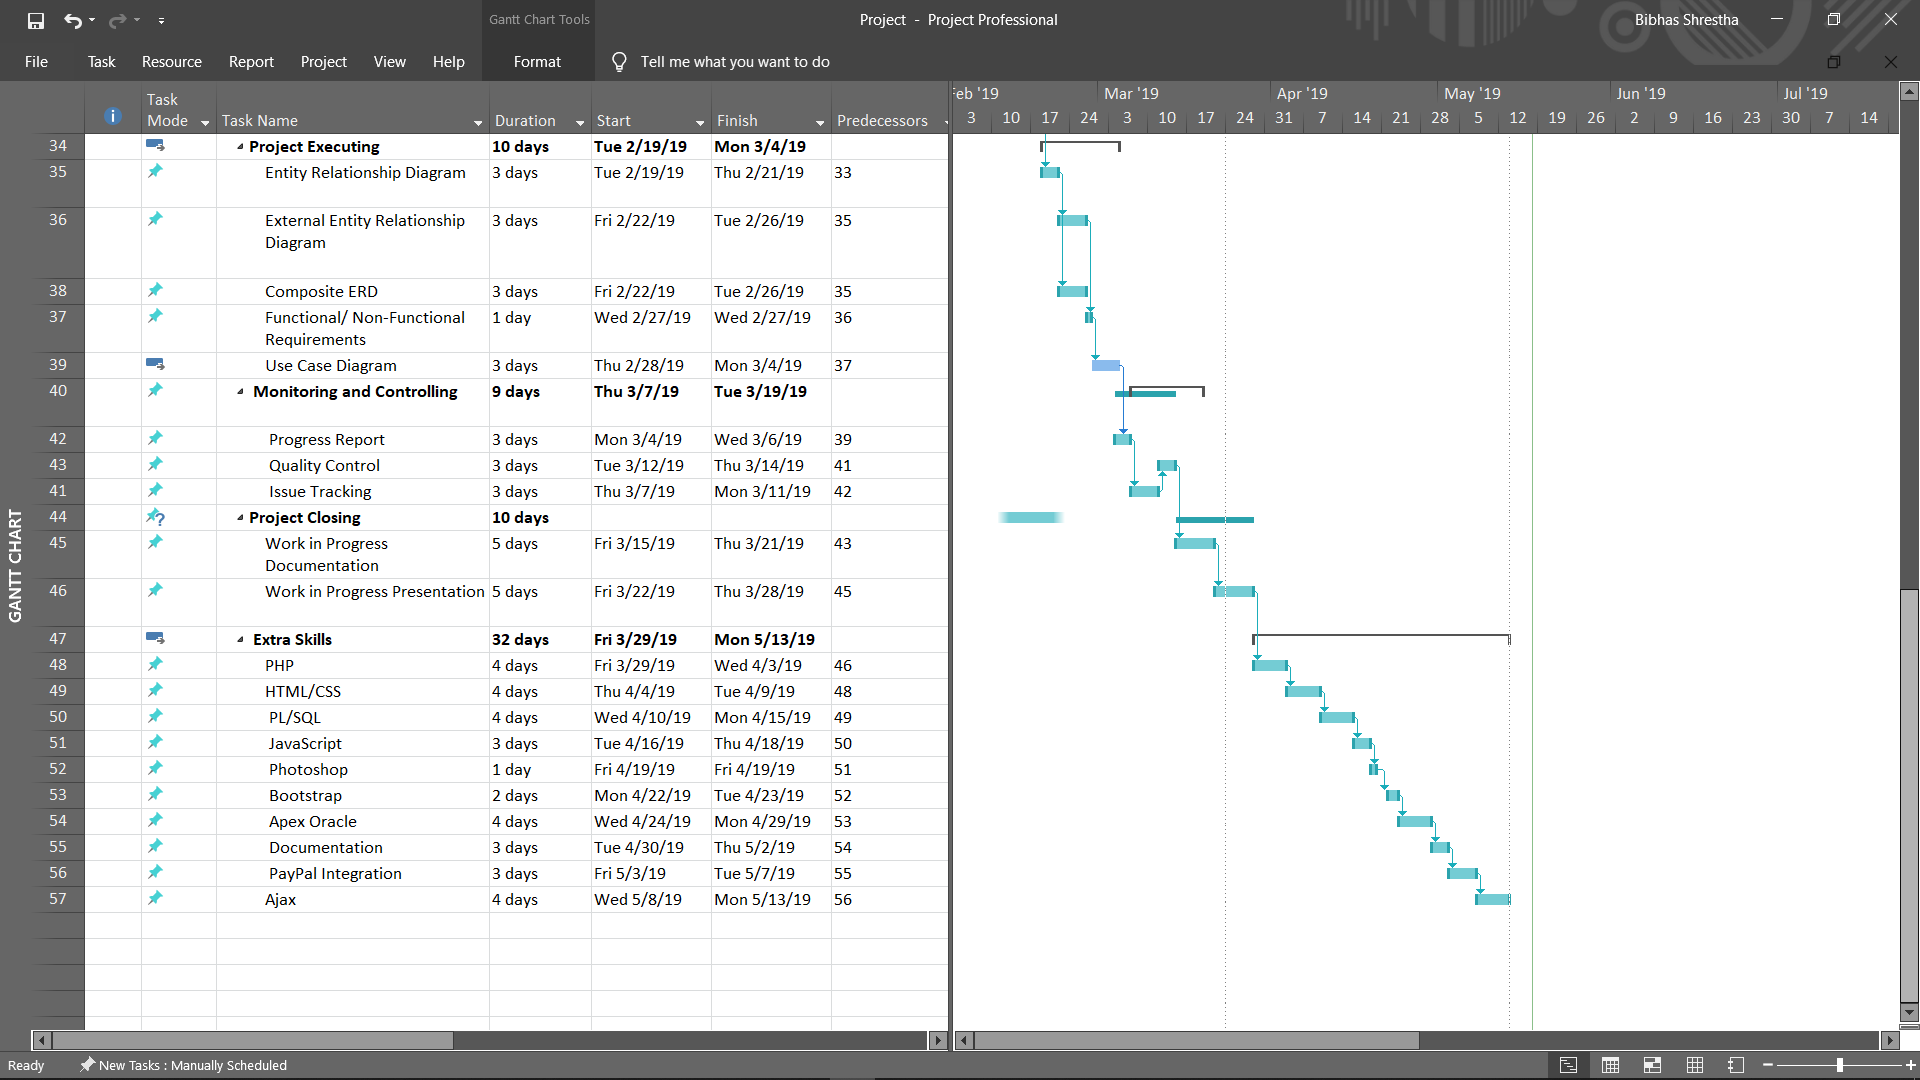 Gantt Chart Tools
Project - Project Professional
Bibhas Shrestha
File Task Resource Report Project View Help Format Tell me what you want to do
Task Mode Task Name Duration Start Finish Predecessors
Feb '19 Mar '19 Apr '19 May '19 Jun '19 Jul '19
3 10 17 24 3 10 17 24 31 7 14 21 28 5 12 19 26 2 9 16 23 30 7 14
34 Project Executing 10 days Tue 2/19/19 Mon 3/4/19
35 Entity Relationship Diagram 3 days Tue 2/19/19 Thu 2/21/19 33
36 External Entity Relationship 3 days Fri 2/22/19 Tue 2/26/19 35
Diagram
38 Composite ERD 3 days Fri 2/22/19 Tue 2/26/19 35
37 Functional/ Non-Functional 1 day Wed 2/27/19 Wed 2/27/19 36
Requirements
39 Use Case Diagram 3 days Thu 2/28/19 Mon 3/4/19 37
40 Monitoring and Controlling 9 days Thu 3/7/19 Tue 3/19/19
42 Progress Report 3 days Mon 3/4/19 Wed 3/6/19 39
43 Quality Control 3 days Tue 3/12/19 Thu 3/14/19 41
41 Issue Tracking 3 days Thu 3/7/19 Mon 3/11/19 42
44 Project Closing 10 days
45 Work in Progress 5 days Fri 3/15/19 Thu 3/21/19 43
Documentation
46 Work in Progress Presentation 5 days Fri 3/22/19 Thu 3/28/19 45
47 Extra Skills 32 days Fri 3/29/19 Mon 5/13/19
48 PHP 4 days Fri 3/29/19 Wed 4/3/19 46
49 HTML/CSS 4 days Thu 4/4/19 Tue 4/9/19 48
50 PL/SQL 4 days Wed 4/10/19 Mon 4/15/19 49
51 JavaScript 3 days Tue 4/16/19 Thu 4/18/19 50
52 Photoshop 1 day Fri 4/19/19 Fri 4/19/19 51
53 Bootstrap 2 days Mon 4/22/19 Tue 4/23/19 52
54 Apex Oracle 4 days Wed 4/24/19 Mon 4/29/19 53
55 Documentation 3 days Tue 4/30/19 Thu 5/2/19 54
56 PayPal Integration 3 days Fri 5/3/19 Tue 5/7/19 55
57 Ajax 4 days Wed 5/8/19 Mon 5/13/19 56
GANTT CHART
Ready New Tasks : Manually Scheduled